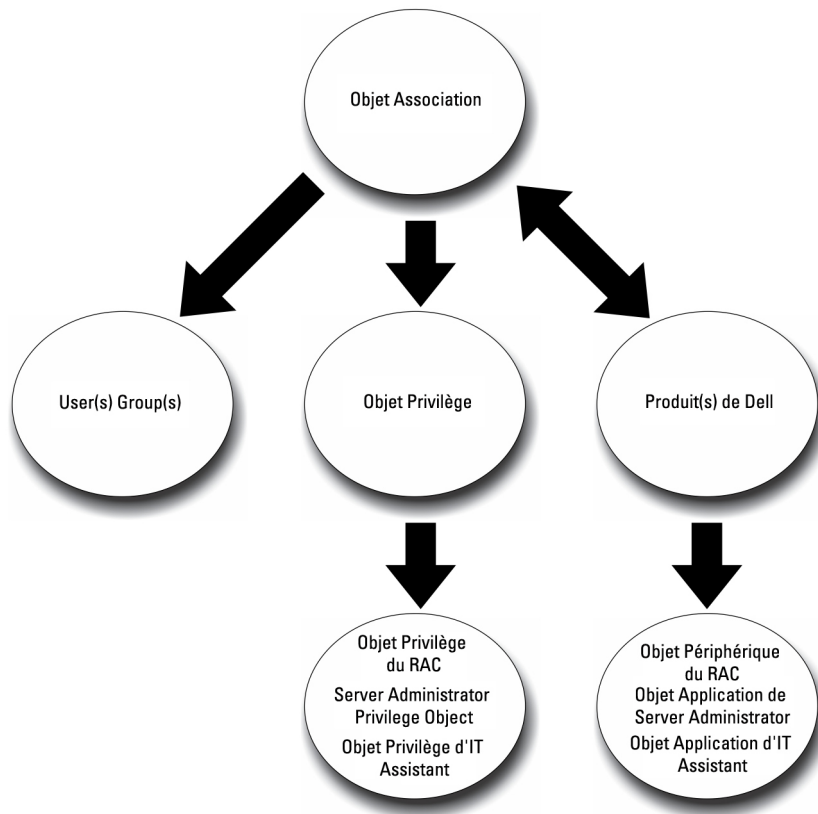 Objet Association
User(s) Group(s)
Objet Privilège
Produit(s) de Dell
Objet Privilège
du RAC
Server Administrator
Privilege Object
Objet Privilège d'IT
Assistant
Objet Périphérique
du RAC
Objet Application de
Server Administrator
Objet Application d'IT
Assistant